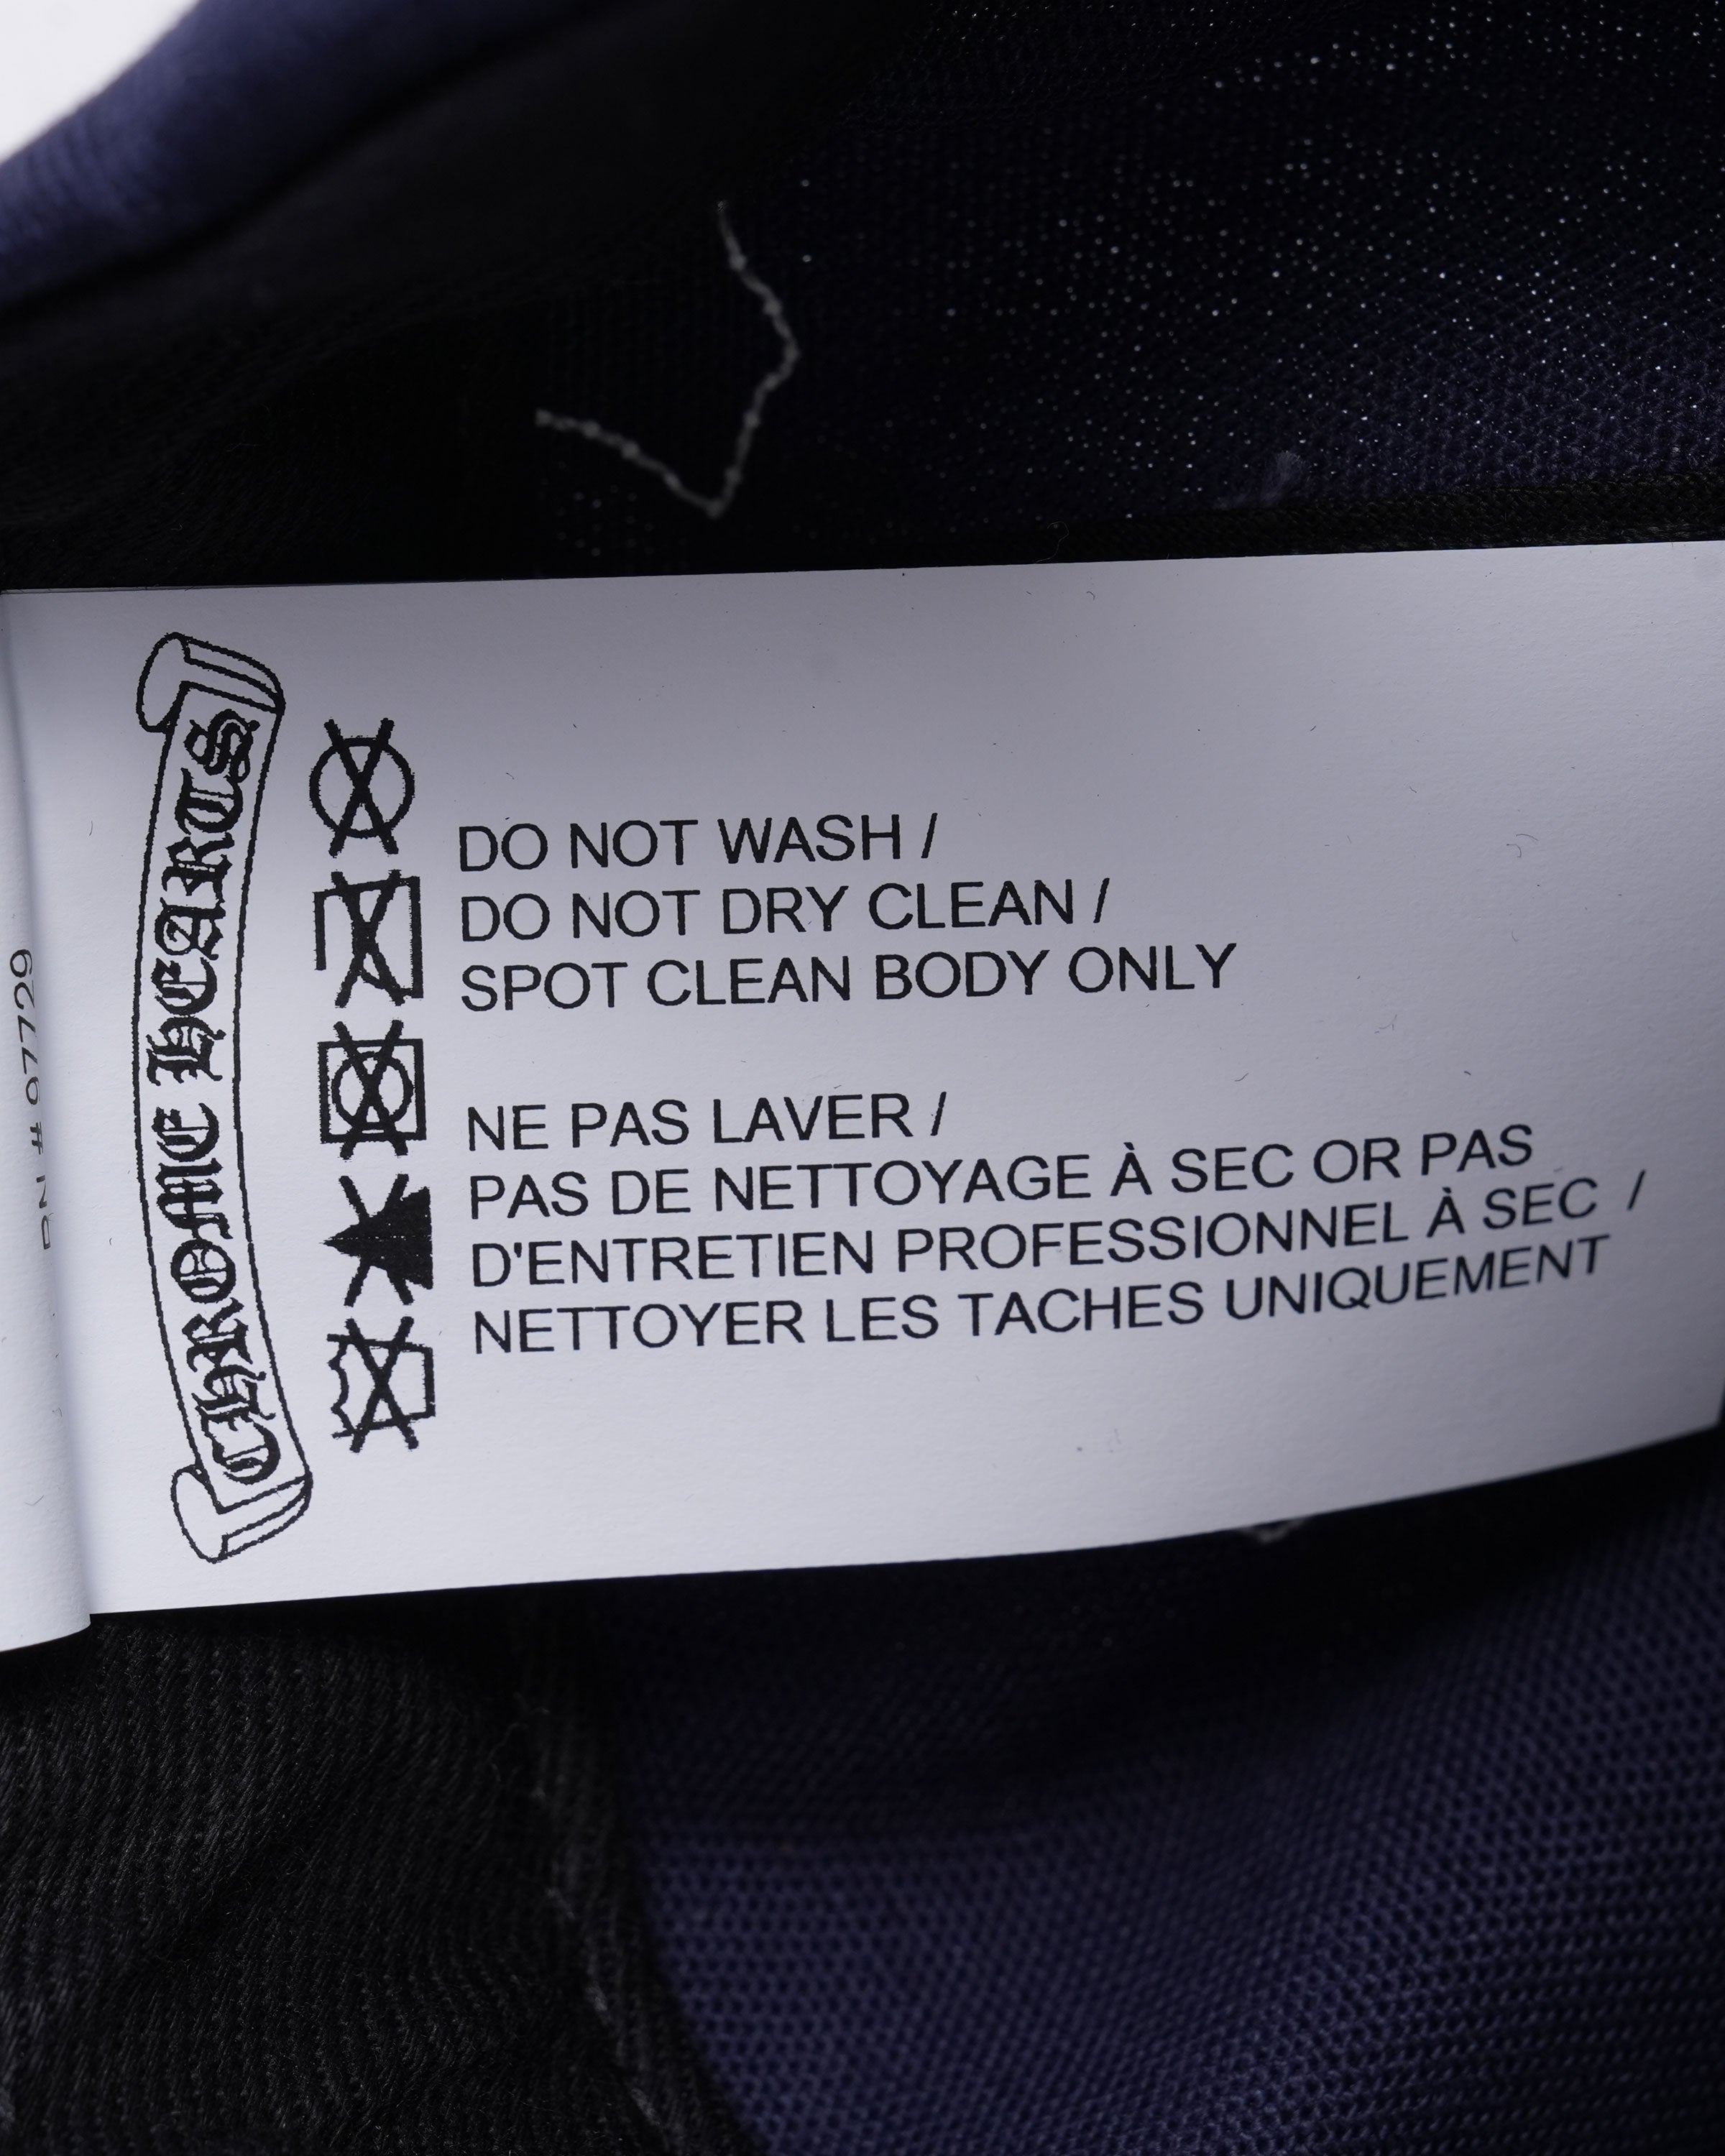 CHROME HEARTS
DO NOT WASH /
DO NOT DRY CLEAN /
SPOT CLEAN BODY ONLY
NE PAS LAVER /
PAS DE NETTOYAGE À SEC OR PAS
D'ENTRETIEN PROFESSIONNEL À SEC /
NETTOYER LES TACHES UNIQUEMENT